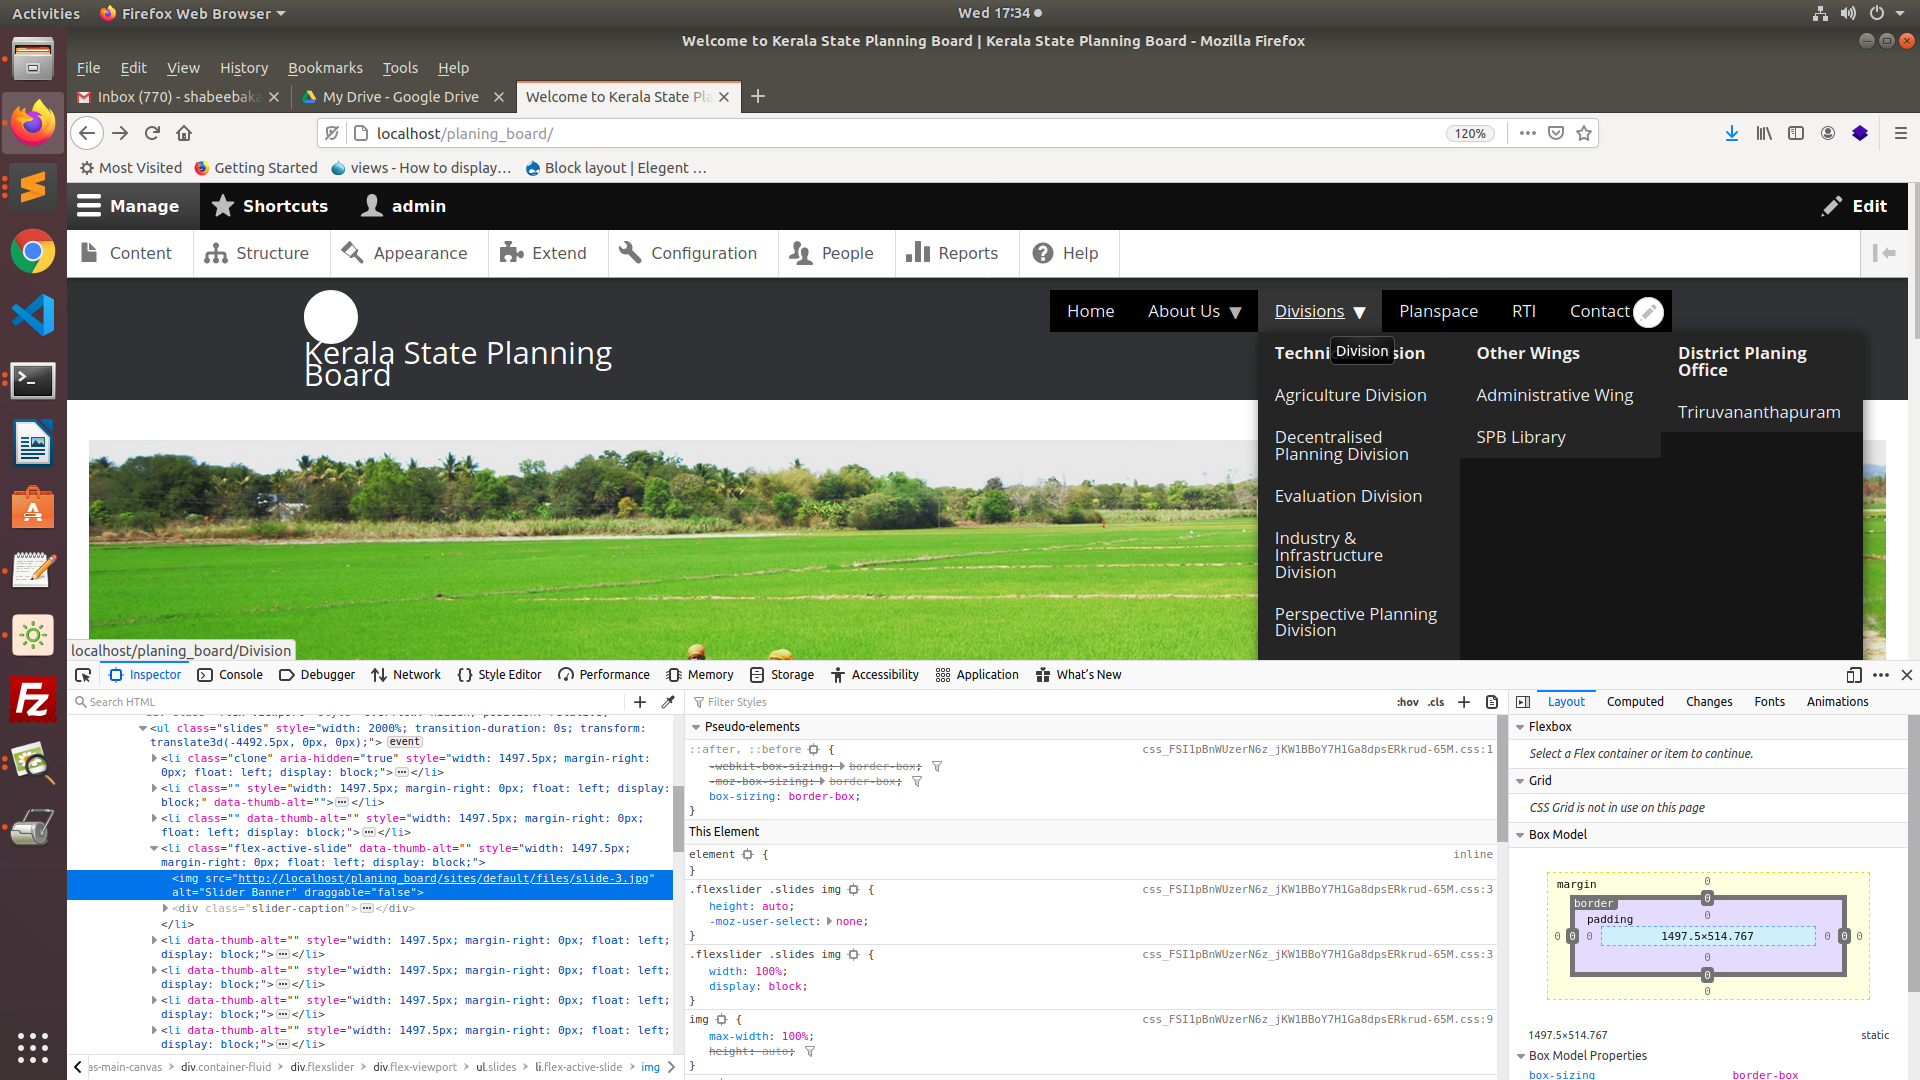 Activities Firefox Web Browser Wed 17:34
Welcome to Kerala State Planning Board | Kerala State Planning Board - Mozilla Firefox
File Edit View History Bookmarks Tools Help
Inbox (770) - shabeebaka My Drive - Google Drive Welcome to Kerala State Pla
localhost/planing_board/ 120%
Most Visited Getting Started views - How to display… Block layout | Elegent …
Manage Shortcuts admin Edit
Content Structure Appearance Extend Configuration People Reports Help
Home About Us Divisions Planspace RTI Contact
Kerala State Planning
Board
Division
Other Wings
District Planing
Office
Agriculture Division
Administrative Wing
Triruvananthapuram
Decentralised
Planning Division
SPB Library
Evaluation Division
Industry &
Infrastructure
Division
Perspective Planning
Division
localhost/planing_board/Division
Inspector Console Debugger Network Style Editor Performance Memory Storage Accessibility Application What's New
Search HTML
<ul class="slides" style="width: 2000%; transition-duration: 0s; transform:
translate3d(-4492.5px, 0px, 0px);"> event
<li class="clone" aria-hidden="true" style="width: 1497.5px; margin-right:
0px; float: left; display: block;"> </li>
<li class="" style="width: 1497.5px; margin-right: 0px; float: left; display:
block;" data-thumb-alt=""> </li>
<li class="" data-thumb-alt="" style="width: 1497.5px; margin-right: 0px;
float: left; display: block;"> </li>
<li class="flex-active-slide" data-thumb-alt="" style="width: 1497.5px;
margin-right: 0px; float: left; display: block;">
<img src="http://localhost/planing_board/sites/default/files/slide-3.jpg"
alt="Slider Banner" draggable="false">
<div class="slider-caption"> </div>
</li>
<li data-thumb-alt="" style="width: 1497.5px; margin-right: 0px; float: left;
display: block;"> </li>
<li data-thumb-alt="" style="width: 1497.5px; margin-right: 0px; float: left;
display: block;"> </li>
<li data-thumb-alt="" style="width: 1497.5px; margin-right: 0px; float: left;
display: block;"> </li>
<li data-thumb-alt="" style="width: 1497.5px; margin-right: 0px; float: left;
display: block;"> </li>
as-main-canvas div.container-fluid div.flexslider div.flex-viewport ul.slides li.flex-active-slide img
Filter Styles :hov .cls
Pseudo-elements
::after, ::before { css_FSI1pBnWUzerN6z_jKW1BBoY7H1Ga8dpsERkrud-65M.css:1
-webkit-box-sizing: border-box;
-moz-box-sizing: border-box;
box-sizing: border-box;
}
This Element
element { inline
}
.flexslider .slides img { css_FSI1pBnWUzerN6z_jKW1BBoY7H1Ga8dpsERkrud-65M.css:3
height: auto;
-moz-user-select: none;
}
.flexslider .slides img { css_FSI1pBnWUzerN6z_jKW1BBoY7H1Ga8dpsERkrud-65M.css:3
width: 100%;
display: block;
}
img { css_FSI1pBnWUzerN6z_jKW1BBoY7H1Ga8dpsERkrud-65M.css:9
max-width: 100%;
height: auto;
}
Layout Computed Changes Fonts Animations
Flexbox
Select a Flex container or item to continue.
Grid
CSS Grid is not in use on this page
Box Model
margin 0
border 0
padding 0
0 0 0 1497.5×514.767 0 0 0
0
0
0
1497.5×514.767 static
Box Model Properties
box-sizing border-box